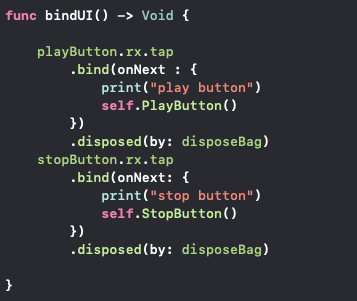 func bindUI() -> Void {
playButton.rx.tap
.bind(onNext : {
print("play button")
self.PlayButton()
})
.disposed(by: disposeBag)
stopButton.rx.tap
.bind(onNext: {
print("stop button")
self.StopButton()
})
.disposed(by: disposeBag)
}